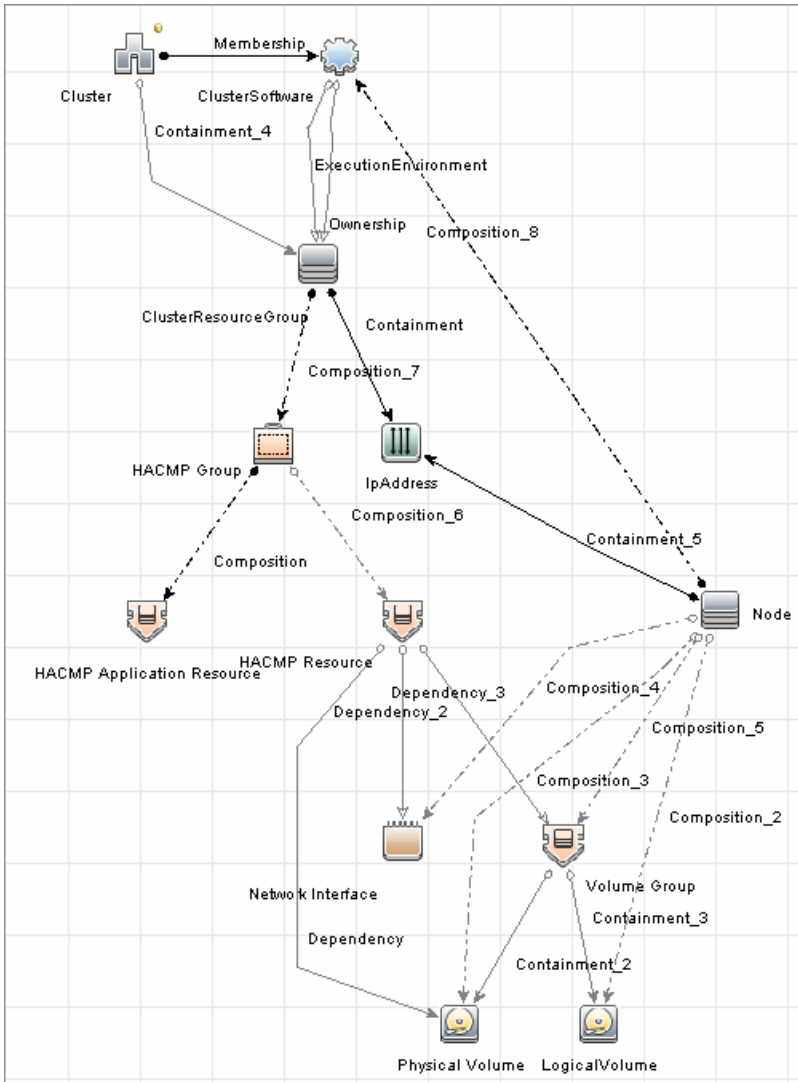 Membership
Cluster
ClusterSoftware
Containment_4
ExecutionEnvironment
Ownership
Composition_8
ClusterResourceGroup
Containment
Composition_7
HACMP Group
IpAddress
Composition_6
Containment_5
Composition
Node
HACMP Resource
HACMP Application Resource
Dependency_3
Composition_4
Dependency_2
Composition_5
Composition_3
Composition_2
Volume Group
Network Interface
Containment_3
Dependency
Containment_2
Physical Volume
LogicalVolume